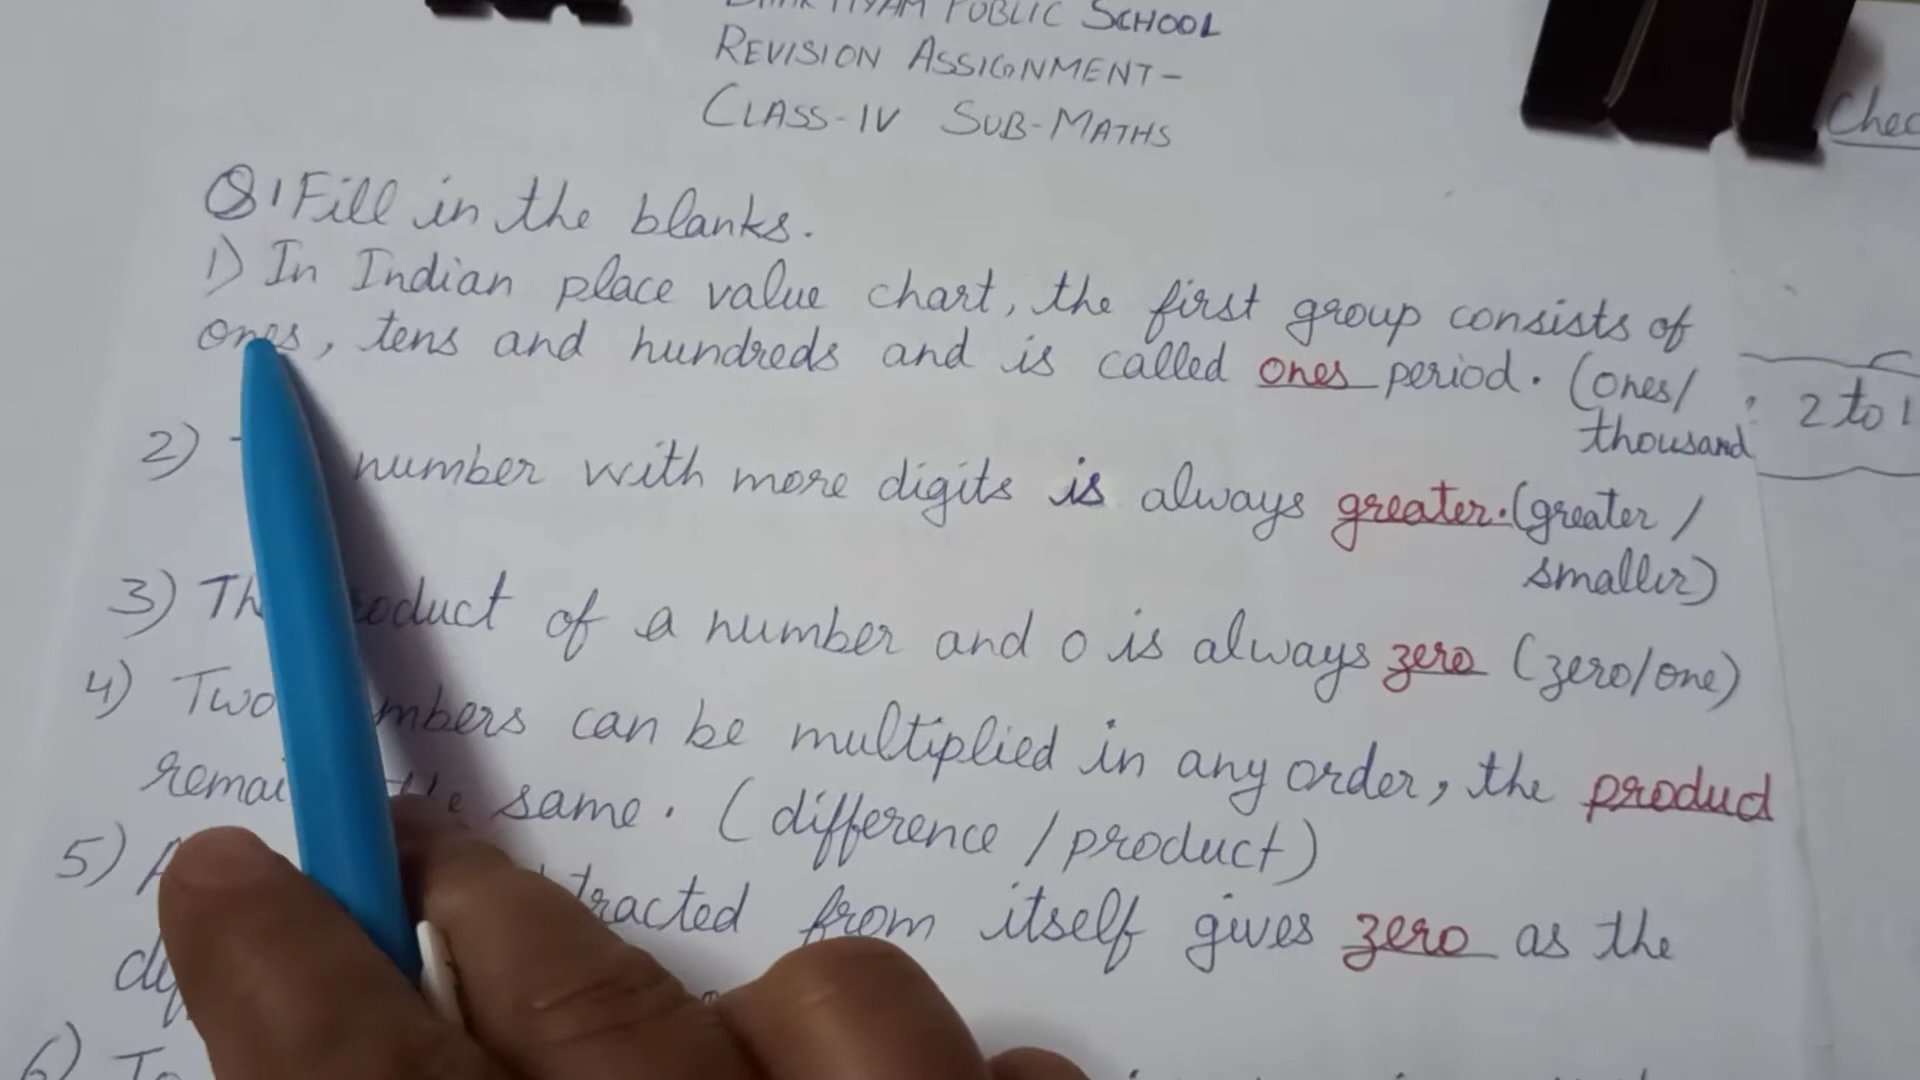 PUBLIC SCHOOL
REVISION ASSIGNMENT-
CLASS-IV SUB-MATHS
Chec
Q1 Fill in the blanks.
1) In Indian place value chart, the first group consists of
ones, tens and hundreds and is called ones period. (ones/
thousand
2 to 1
2) number with more digits is always greater. (greater /
smaller)
3) Th oduct of a number and 0 is always zero (zero/one)
4) Two mbers can be multiplied in any order, the product
remai the same. (difference / product)
5) A tracted from itself gives zero as the
6) To